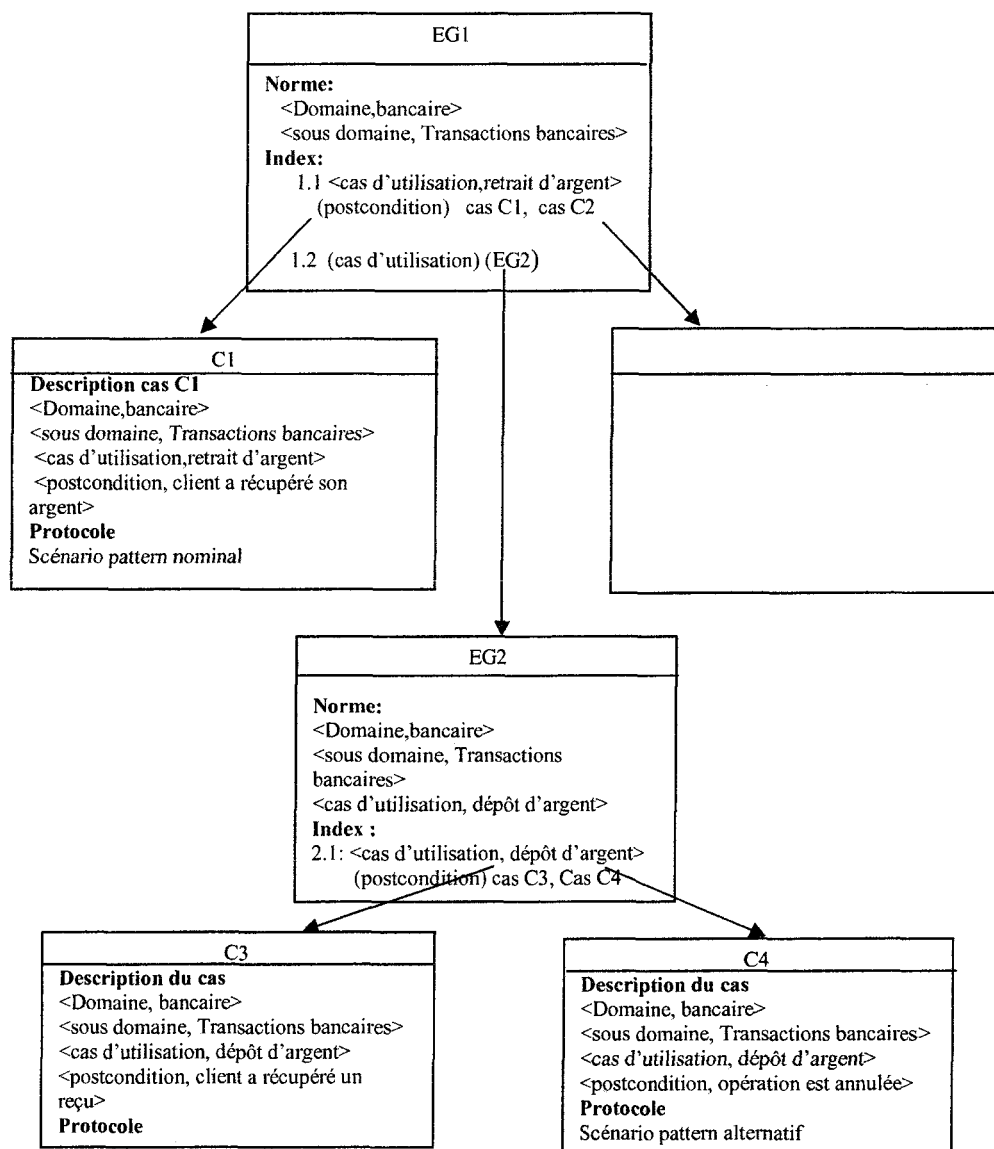 EG1
Norme:
<Domaine,bancaire>
<sous domaine, Transactions bancaires>
Index:
1.1 <cas d'utilisation,retrait d'argent>
(postcondition) cas C1, cas C2
1.2 (cas d'utilisation) (EG2)
C1
Description cas C1
<Domaine,bancaire>
<sous domaine, Transactions bancaires>
<cas d'utilisation,retrait d'argent>
<postcondition, client a récupéré son
argent>
Protocole
Scénario pattern nominal
EG2
Norme:
<Domaine,bancaire>
<sous domaine, Transactions
bancaires>
<cas d'utilisation, dépôt d'argent>
Index :
2.1: <cas d'utilisation, dépôt d'argent>
(postcondition) cas C3, Cas C4
C3
Description du cas
<Domaine, bancaire>
<sous domaine, Transactions bancaires>
<cas d'utilisation, dépôt d'argent>
<postcondition, client a récupéré un
reçu>
Protocole
C4
Description du cas
<Domaine, bancaire>
<sous domaine, Transactions bancaires>
<cas d'utilisation, dépôt d'argent>
<postcondition, opération est annulée>
Protocole
Scénario pattern alternatif